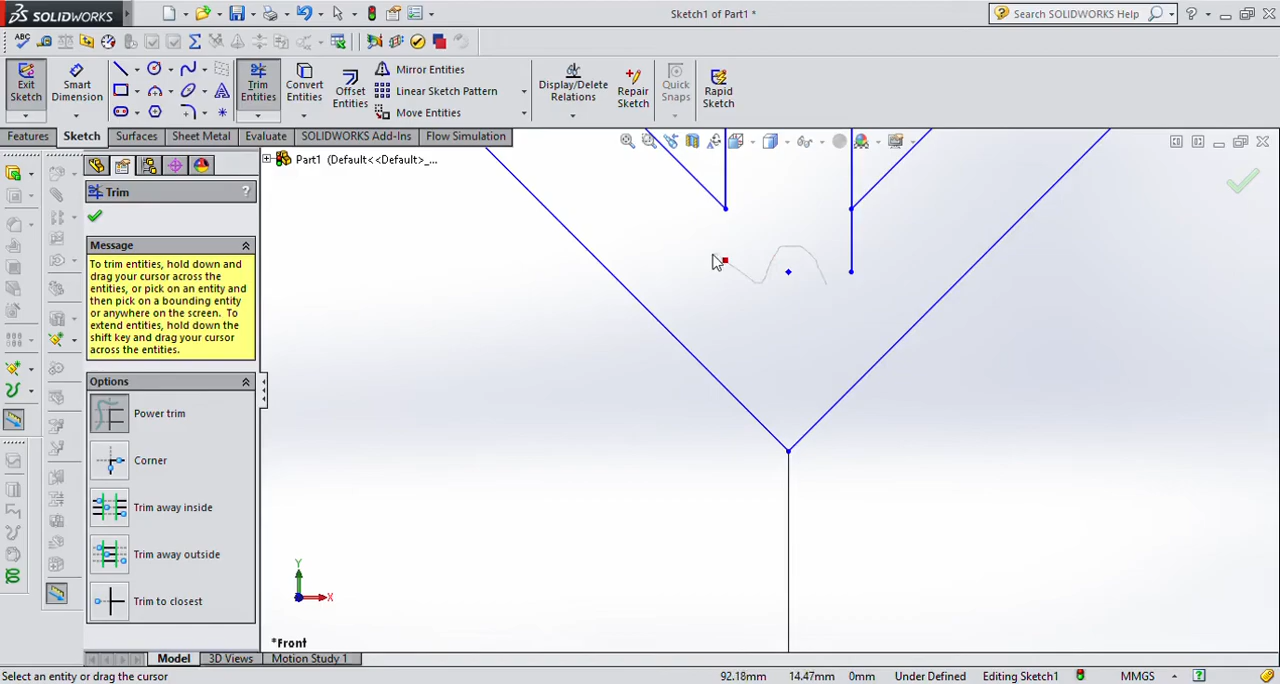 SOLIDWORKS
Sketch1 of Part1 *
Search SOLIDWORKS Help
Exit Sketch
Smart Dimension
Trim Entities
Convert Entities
Offset Entities
Mirror Entities
Linear Sketch Pattern
Move Entities
Display/Delete Relations
Repair Sketch
Quick Snaps
Rapid Sketch
Features
Sketch
Surfaces
Sheet Metal
Evaluate
SOLIDWORKS Add-Ins
Flow Simulation
Part1 (Default<<Default>_...
Trim
?
Message
To trim entities, hold down and
drag your cursor across the
entities, or pick on an entity and
then pick on a bounding entity
or anywhere on the screen. To
extend entities, hold down the
shift key and drag your cursor
across the entities.
Options
Power trim
Corner
Trim away inside
Trim away outside
Trim to closest
Y
X
*Front
Model
3D Views
Motion Study 1
Select an entity or drag the cursor
92.18mm
14.47mm
0mm
Under Defined
Editing Sketch1
MMGS